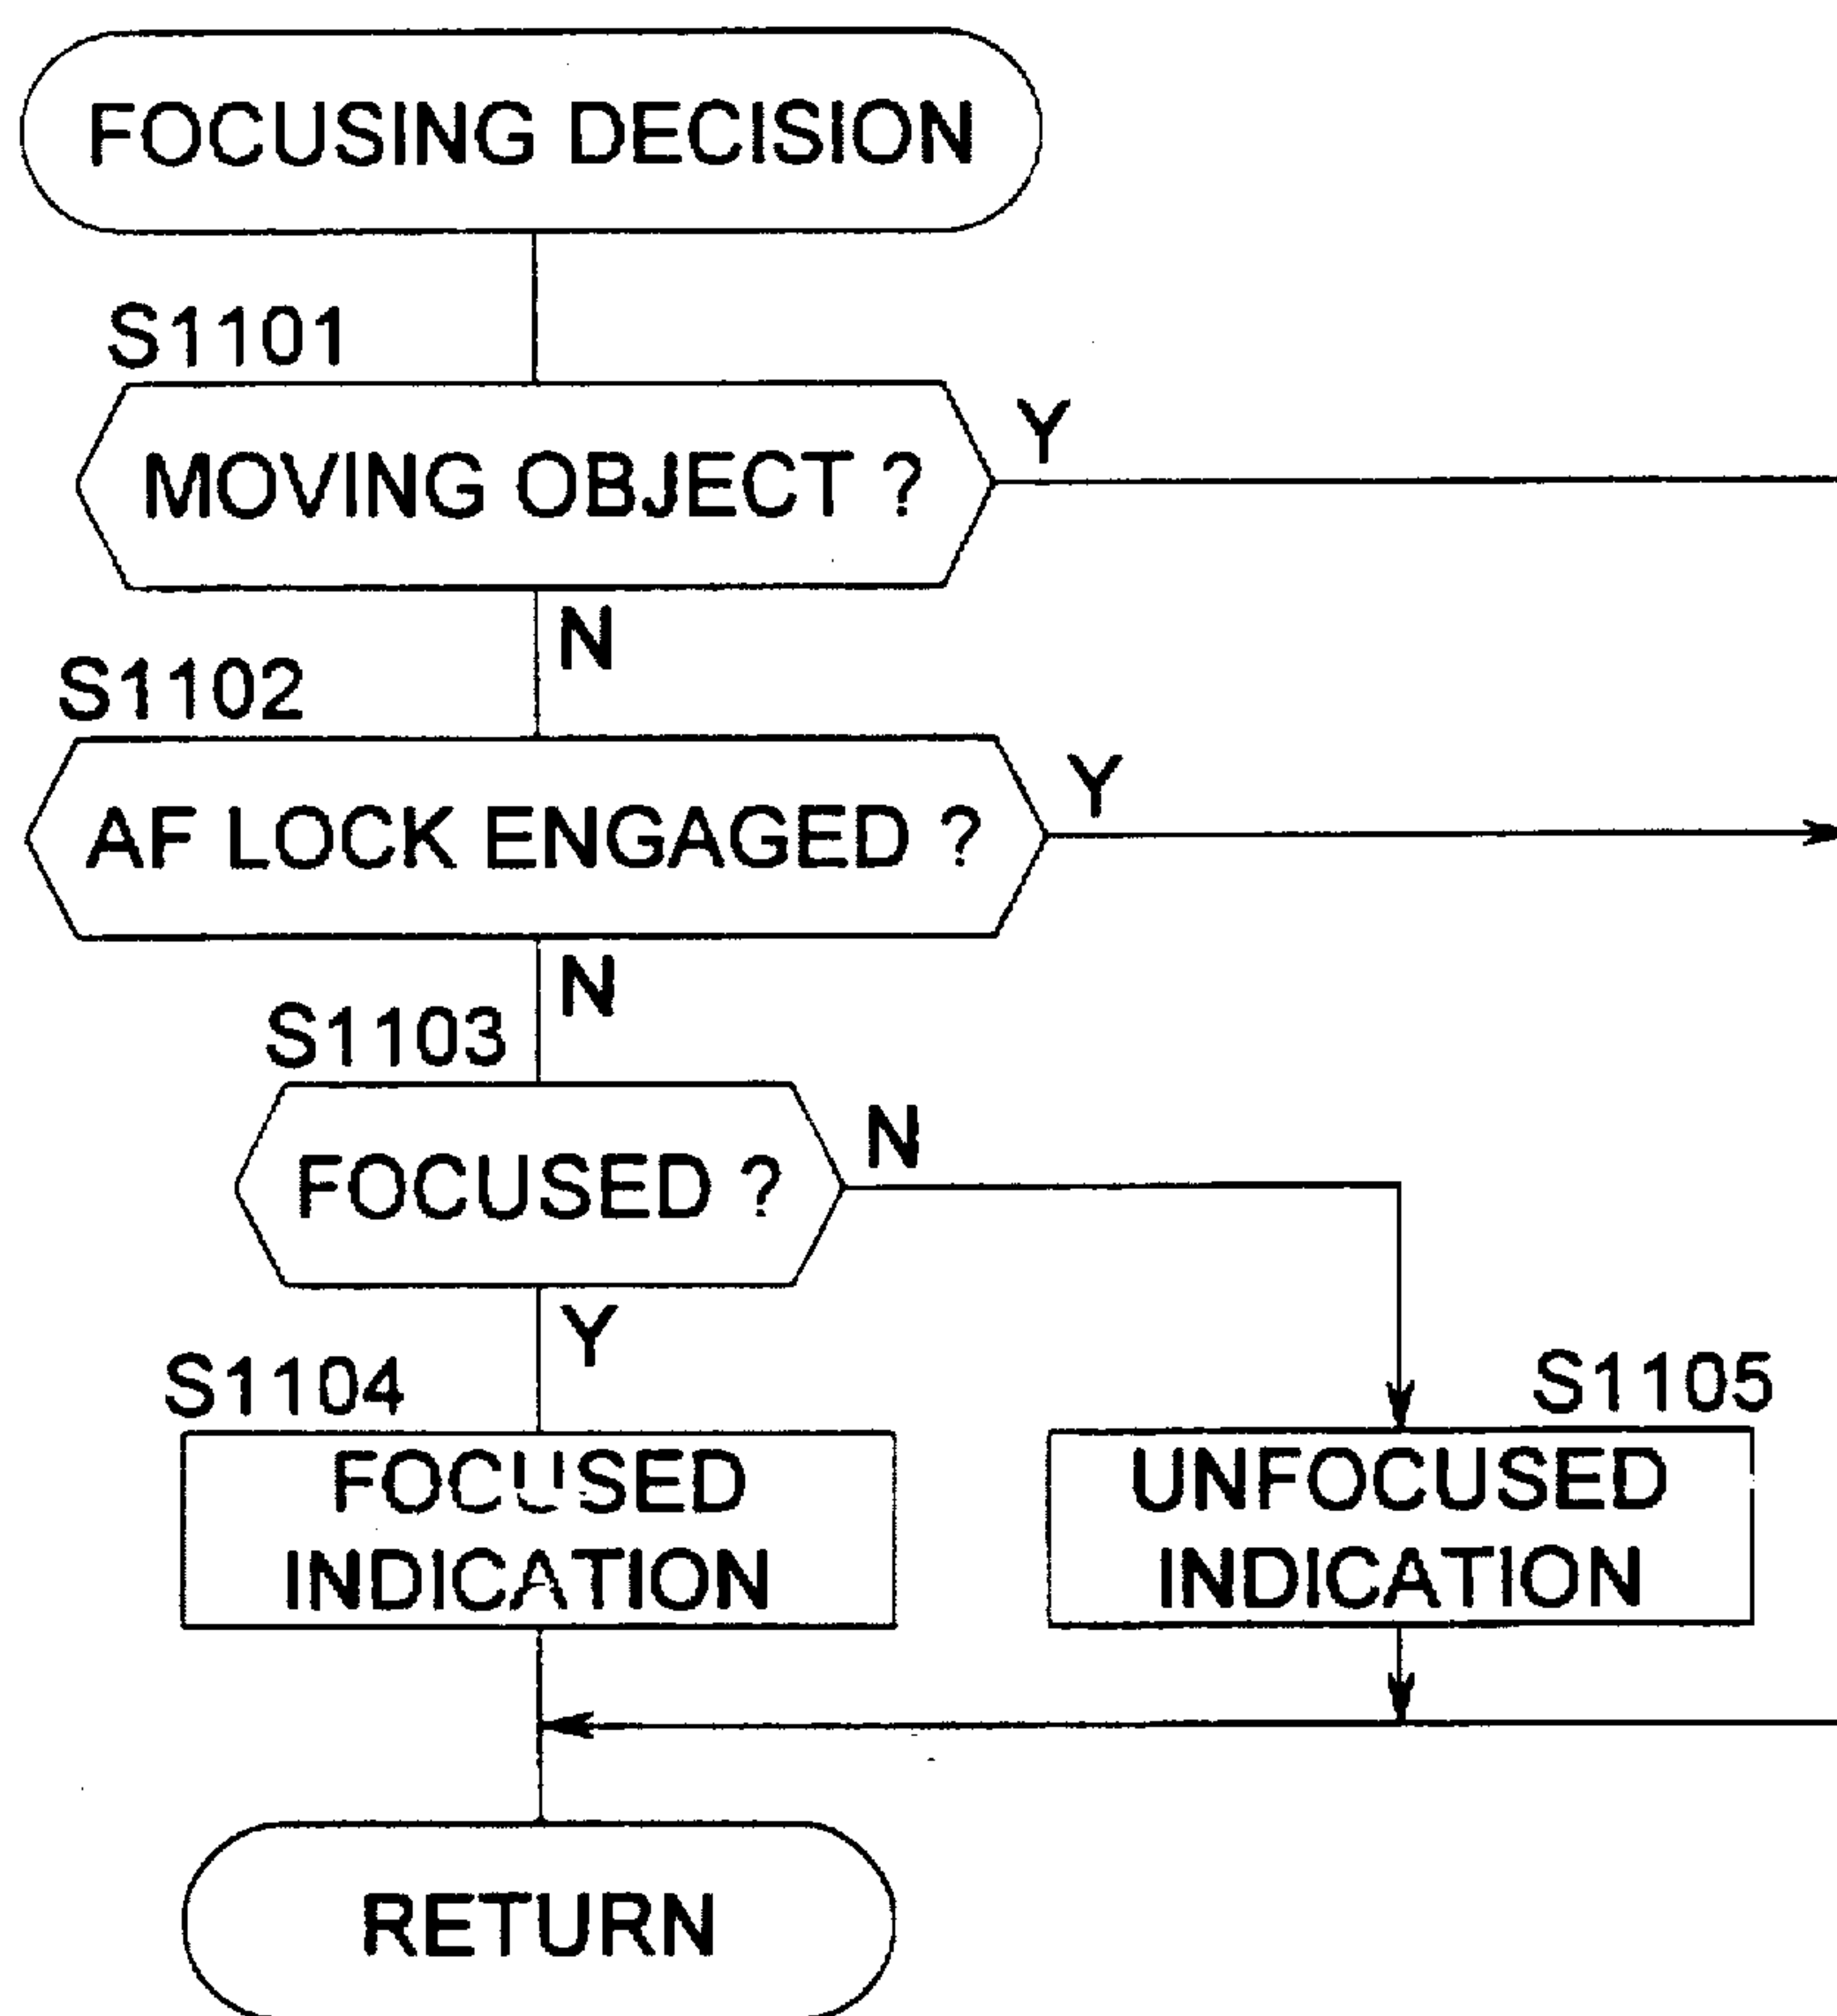 FOCUSING DECISION
S1101
MOVING OBJECT ?
Y
N
S1102
AF LOCK ENGAGED ?
Y
N
S1103
FOCUSED ?
N
Y
S1104
FOCUSED
INDICATION
S1105
UNFOCUSED
INDICATION
RETURN